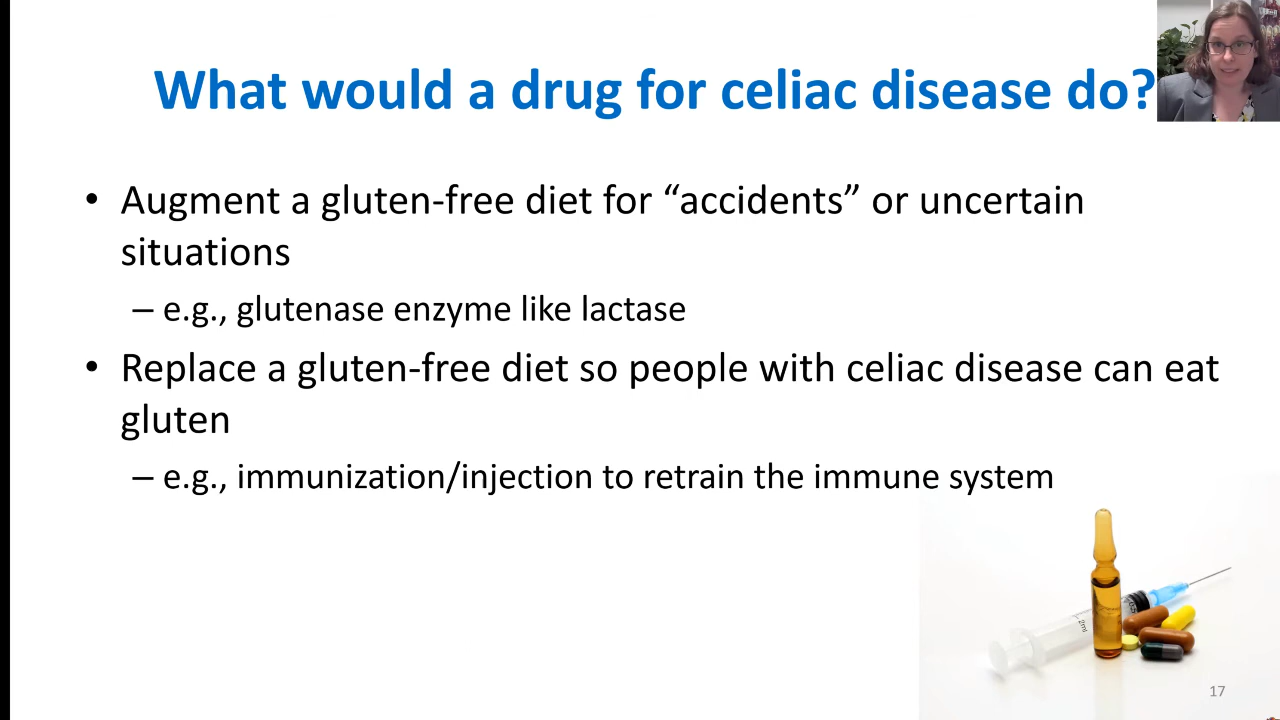 What would a drug for celiac disease do?
• Augment a gluten-free diet for “accidents” or uncertain
situations
– e.g., glutenase enzyme like lactase
• Replace a gluten-free diet so people with celiac disease can eat
gluten
– e.g., immunization/injection to retrain the immune system
2ml
17